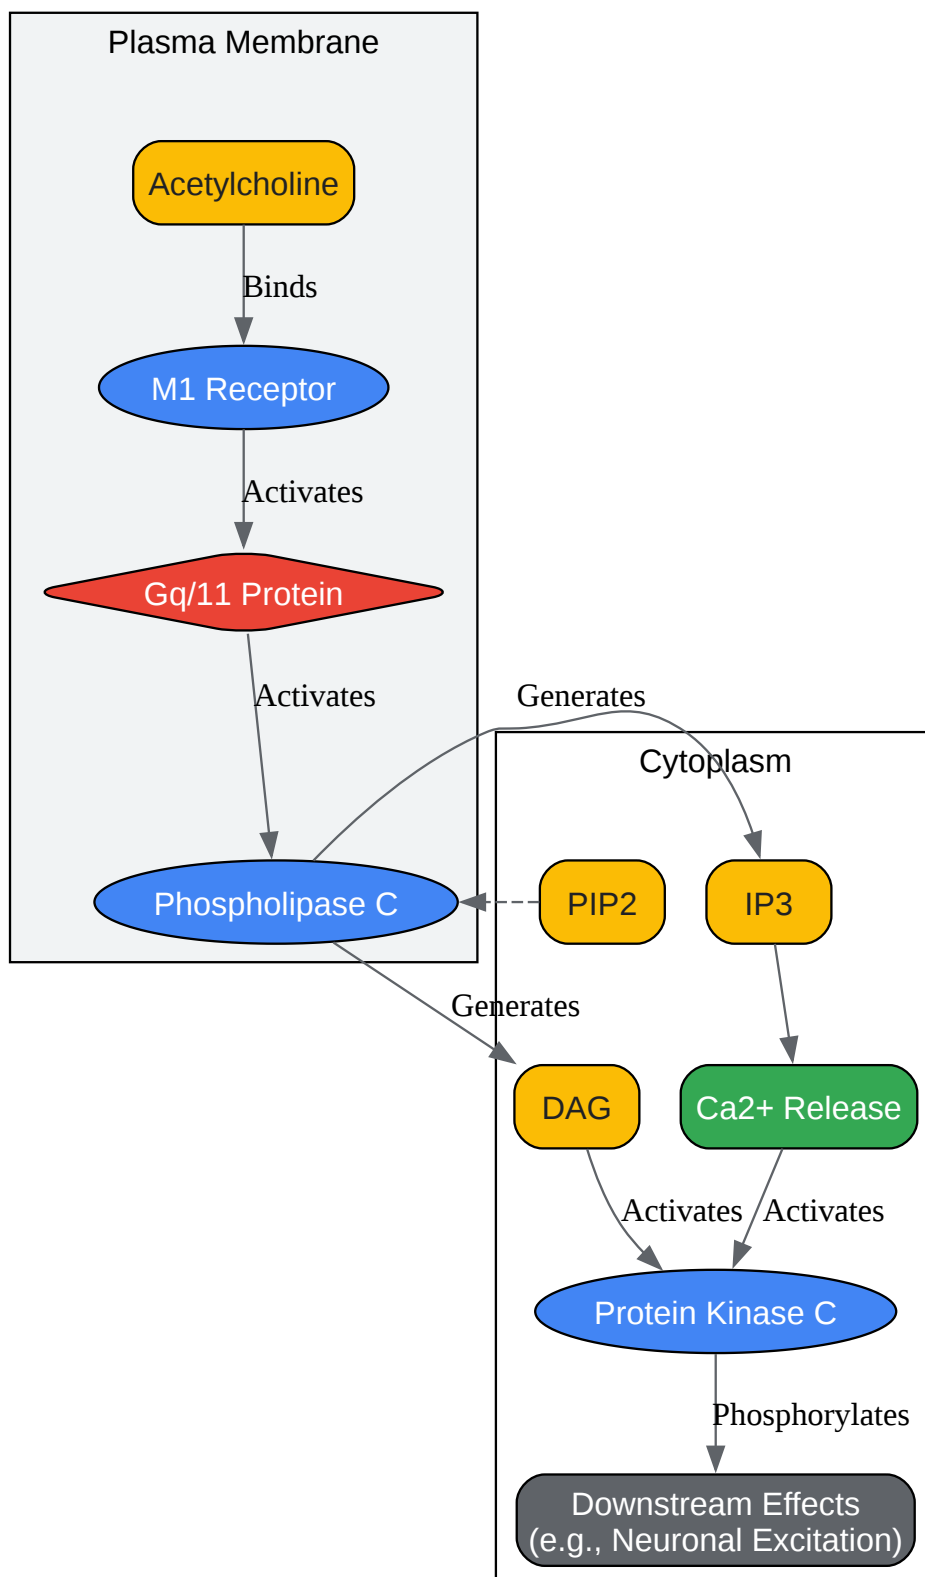 Plasma Membrane
Acetylcholine
Binds
M1 Receptor
Activates
Gq/11 Protein
Activates
Generates
Cytoplasm
Phospholipase C
PIP2
IP3
Generates
DAG
Ca2+ Release
Activates
Activates
Protein Kinase C
Phosphorylates
Downstream Effects
(e.g., Neuronal Excitation)